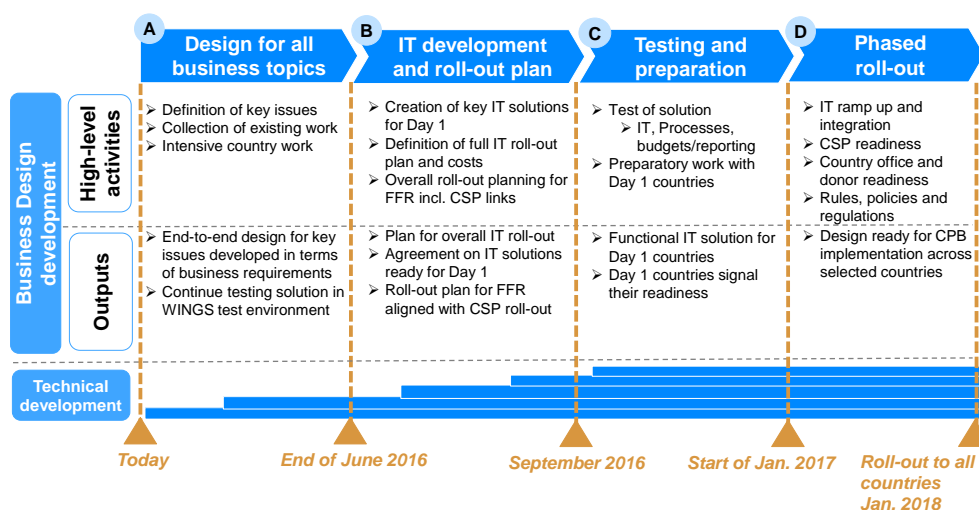 A
Design for all
business topics
B
IT development
and roll-out plan
C
Testing and
preparation
D
Phased
roll-out
Business Design
development
High-level
activities
➢ Definition of key issues
➢ Collection of existing work
➢ Intensive country work
➢ Creation of key IT solutions
for Day 1
➢ Definition of full IT roll-out
plan and costs
➢ Overall roll-out planning for
FFR incl. CSP links
➢ Test of solution
➢ IT, Processes,
budgets/reporting
➢ Preparatory work with
Day 1 countries
➢ IT ramp up and
integration
➢ CSP readiness
➢ Country office and
donor readiness
➢ Rules, policies and
regulations
Outputs
➢ End-to-end design for key
issues developed in terms
of business requirements
➢ Continue testing solution in
WINGS test environment
➢ Plan for overall IT roll-out
➢ Agreement on IT solutions
ready for Day 1
➢ Roll-out plan for FFR
aligned with CSP roll-out
➢ Functional IT solution for
Day 1 countries
➢ Day 1 countries signal
their readiness
➢ Design ready for CPB
implementation across
selected countries
Technical
development
Today
End of June 2016
September 2016
Start of Jan. 2017
Roll-out to all
countries
Jan. 2018